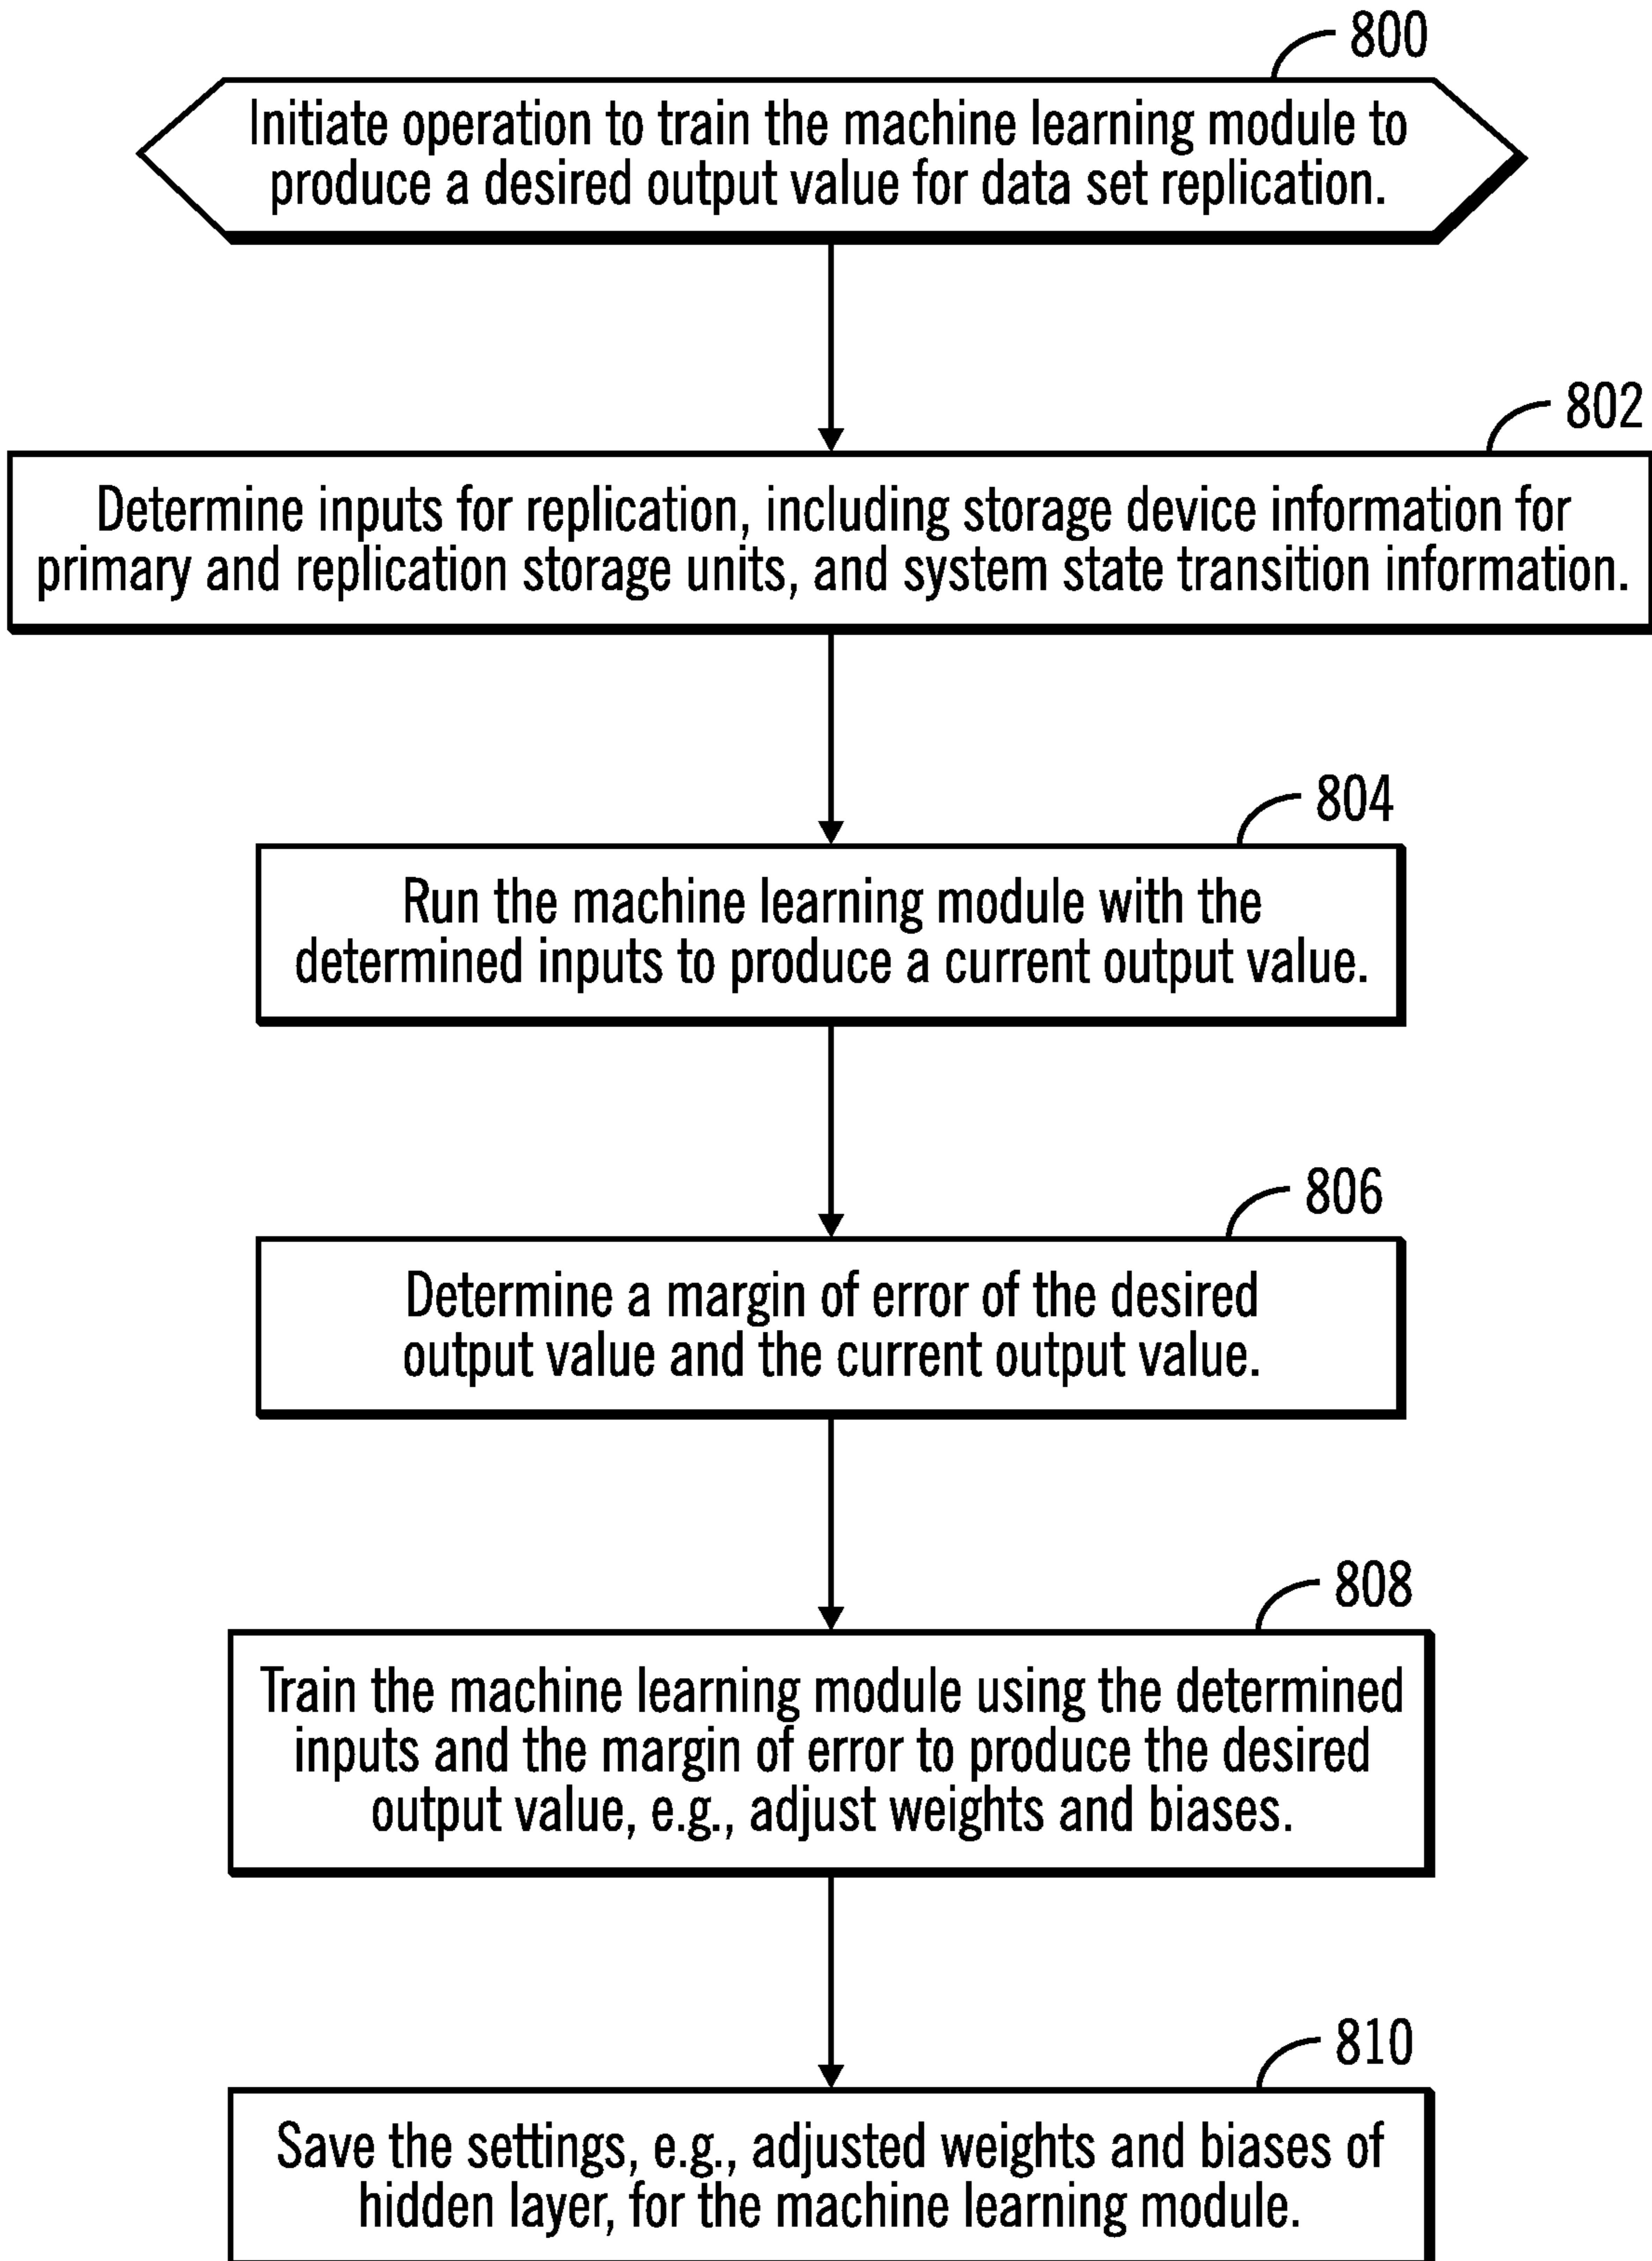 800
Initiate operation to train the machine learning module to
produce a desired output value for data set replication.
802
Determine inputs for replication, including storage device information for
primary and replication storage units, and system state transition information.
804
Run the machine learning module with the
determined inputs to produce a current output value.
806
Determine a margin of error of the desired
output value and the current output value.
808
Train the machine learning module using the determined
inputs and the margin of error to produce the desired
output value, e.g., adjust weights and biases.
810
Save the settings, e.g., adjusted weights and biases of
hidden layer, for the machine learning module.